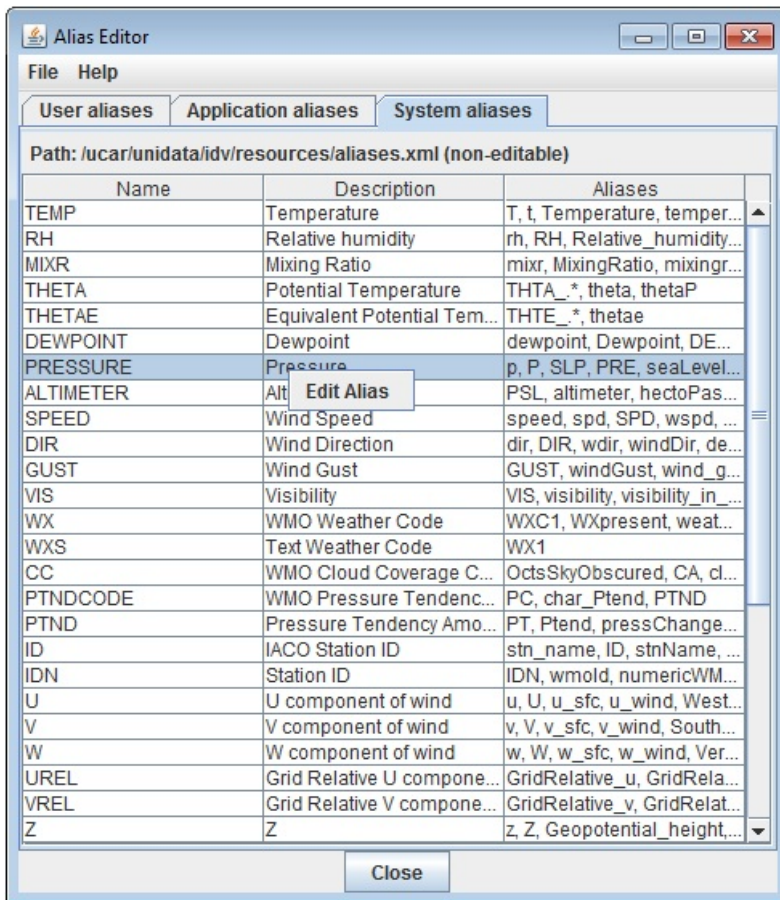 Alias Editor
File Help
User aliases Application aliases System aliases
Path: /ucar/unidata/idv/resources/aliases.xml (non-editable)
Name Description Aliases
TEMP Temperature T, t, Temperature, temper...
RH Relative humidity rh, RH, Relative_humidity...
MIXR Mixing Ratio mixr, MixingRatio, mixingr...
THETA Potential Temperature THTA_.*, theta, thetaP
THETAE Equivalent Potential Tem... THTE_.*, thetae
DEWPOINT Dewpoint dewpoint, Dewpoint, DE...
PRESSURE Pressure p, P, SLP, PRE, seaLevel...
ALTIMETER Alt Edit Alias PSL, altimeter, hectoPas...
SPEED Wind Speed speed, spd, SPD, wspd, ...
DIR Wind Direction dir, DIR, wdir, windDir, de...
GUST Wind Gust GUST, windGust, wind_g...
VIS Visibility VIS, visibility, visibility_in_...
WX WMO Weather Code WXC1, WXpresent, weat...
WXS Text Weather Code WX1
CC WMO Cloud Coverage C... OctsSkyObscured, CA, cl...
PTNDCODE WMO Pressure Tendenc... PC, char_Ptend, PTND
PTND Pressure Tendency Amo... PT, Ptend, pressChange...
ID IACO Station ID stn_name, ID, stnName, ...
IDN Station ID IDN, wmoId, numericWM...
U U component of wind u, U, u_sfc, u_wind, West...
V V component of wind v, V, v_sfc, v_wind, South...
W W component of wind w, W, w_sfc, w_wind, Ver...
UREL Grid Relative U compone... GridRelative_u, GridRela...
VREL Grid Relative V compone... GridRelative_v, GridRelat...
Z Z z, Z, Geopotential_height,...
Close